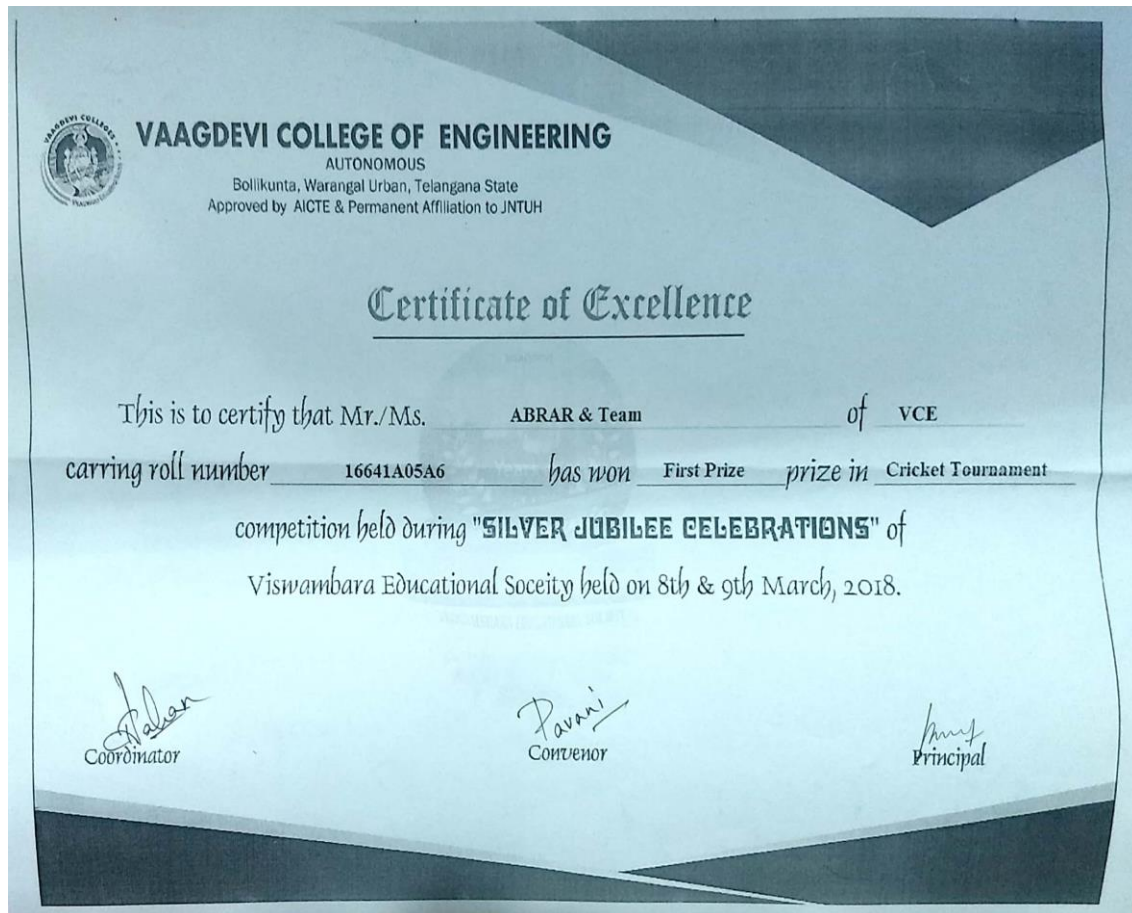 VAAGDEVI COLLEGES
VAAGDEVI COLLEGE OF ENGINEERING
AUTONOMOUS
Bollikunta, Warangal Urban, Telangana State
Approved by AICTE & Permanent Affiliation to JNTUH
Certificate of Excellence
This is to certify that Mr./Ms. ABRAR & Team of VCE
carring roll number 16641A05A6 has won First Prize prize in Cricket Tournament
competition held during "SILVER JUBILEE CELEBRATIONS" of
Viswambara Educational Soceity held on 8th & 9th March, 2018.
Pavani
Coordinator Convenor Principal